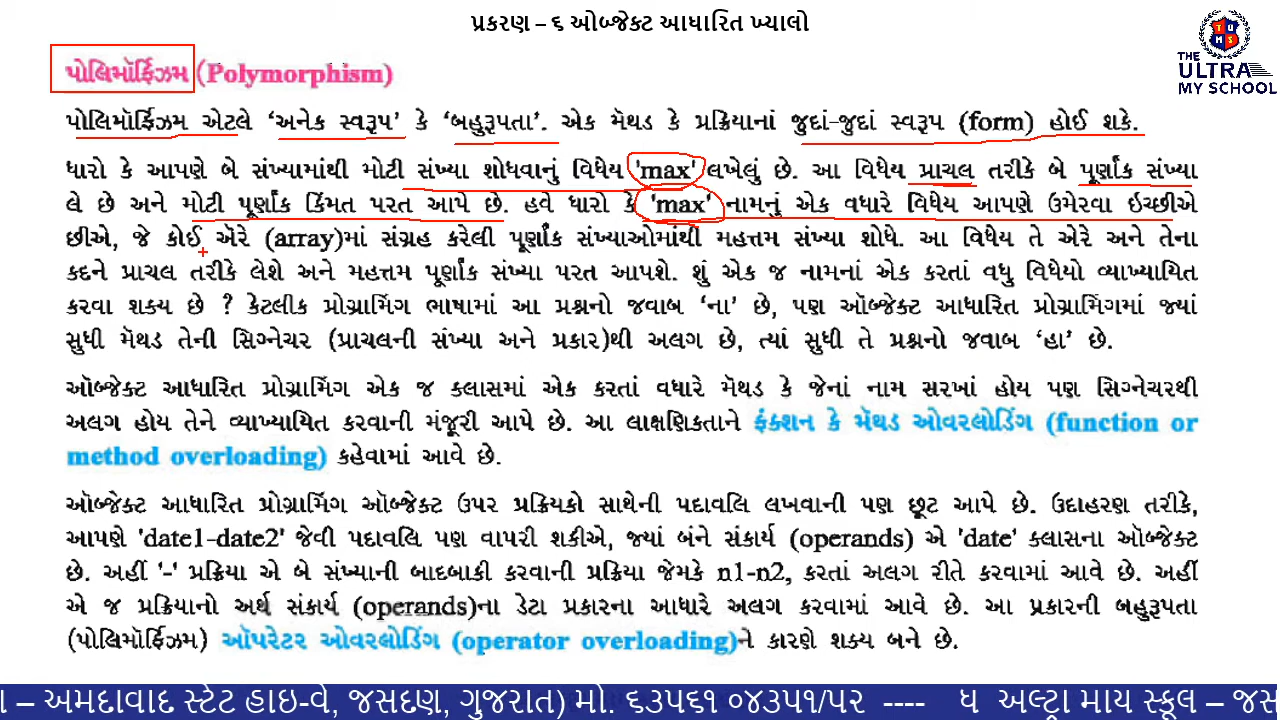 પ્રકરણ – ૬ ઓબ્જેક્ટ આધારિત ખ્યાલો
THE
ULTRA
MY SCHOOL
પોલિમૉર્ફિઝમ (Polymorphism)
પોલિમૉર્ફિઝમ એટલે ‘અનેક સ્વરૂપ’ કે ‘બહુરૂપતા’. એક મૅથડ કે પ્રક્રિયાનાં જુદાં-જુદાં સ્વરૂપ (form) હોઈ શકે.
ધારો કે આપણે બે સંખ્યામાંથી મોટી સંખ્યા શોધવાનું વિધેય 'max' લખેલું છે. આ વિધેય પ્રાચલ તરીકે બે પૂર્ણાંક સંખ્યા
લે છે અને મોટી પૂર્ણાંક કિંમત પરત આપે છે. હવે ધારો કે 'max' નામનું એક વધારે વિધેય આપણે ઉમેરવા ઇચ્છીએ
છીએ, જે કોઈ ઍરે (array)માં સંગ્રહ કરેલી પૂર્ણાંક સંખ્યાઓમાંથી મહત્તમ સંખ્યા શોધે. આ વિધેય તે એરે અને તેના
કદને પ્રાચલ તરીકે લેશે અને મહત્તમ પૂર્ણાંક સંખ્યા પરત આપશે. શું એક જ નામનાં એક કરતાં વધુ વિધેયો વ્યાખ્યાયિત
કરવા શક્ય છે ? કેટલીક પ્રોગ્રામિંગ ભાષામાં આ પ્રશ્નનો જવાબ ‘ના’ છે, પણ ઑબ્જેક્ટ આધારિત પ્રોગ્રામિંગમાં જ્યાં
સુધી મૅથડ તેની સિગ્નેચર (પ્રાચલની સંખ્યા અને પ્રકાર)થી અલગ છે, ત્યાં સુધી તે પ્રશ્નનો જવાબ ‘હા’ છે.
ઑબ્જેક્ટ આધારિત પ્રોગ્રામિંગ એક જ ક્લાસમાં એક કરતાં વધારે મૅથડ કે જેનાં નામ સરખાં હોય પણ સિગ્નેચરથી
અલગ હોય તેને વ્યાખ્યાયિત કરવાની મંજૂરી આપે છે. આ લાક્ષણિકતાને ફંક્શન કે મૅથડ ઓવરલોડિંગ (function or
method overloading) કહેવામાં આવે છે.
ઑબ્જેક્ટ આધારિત પ્રોગ્રામિંગ ઑબ્જેક્ટ ઉપર પ્રક્રિયકો સાથેની પદાવલિ લખવાની પણ છૂટ આપે છે. ઉદાહરણ તરીકે,
આપણે 'date1-date2' જેવી પદાવલિ પણ વાપરી શકીએ, જ્યાં બંને સંકાર્ય (operands) એ 'date' ક્લાસના ઑબ્જેક્ટ
છે. અહીં '-' પ્રક્રિયા એ બે સંખ્યાની બાદબાકી કરવાની પ્રક્રિયા જેમકે n1-n2, કરતાં અલગ રીતે કરવામાં આવે છે. અહીં
એ જ પ્રક્રિયાનો અર્થ સંકાર્ય (operands)ના ડેટા પ્રકારના આધારે અલગ કરવામાં આવે છે. આ પ્રકારની બહુરૂપતા
(પોલિમૉર્ફિઝમ) ઑપરેટર ઓવરલોડિંગ (operator overloading)ને કારણે શક્ય બને છે.
– અમદાવાદ સ્ટેટ હાઇ-વે, જસદણ, ગુજરાત) મો. ૬૩૫૬૧ ૦૪૩૫૧/૫૨ ---- ધ અલ્ટ્રા માય સ્કૂલ – જસ